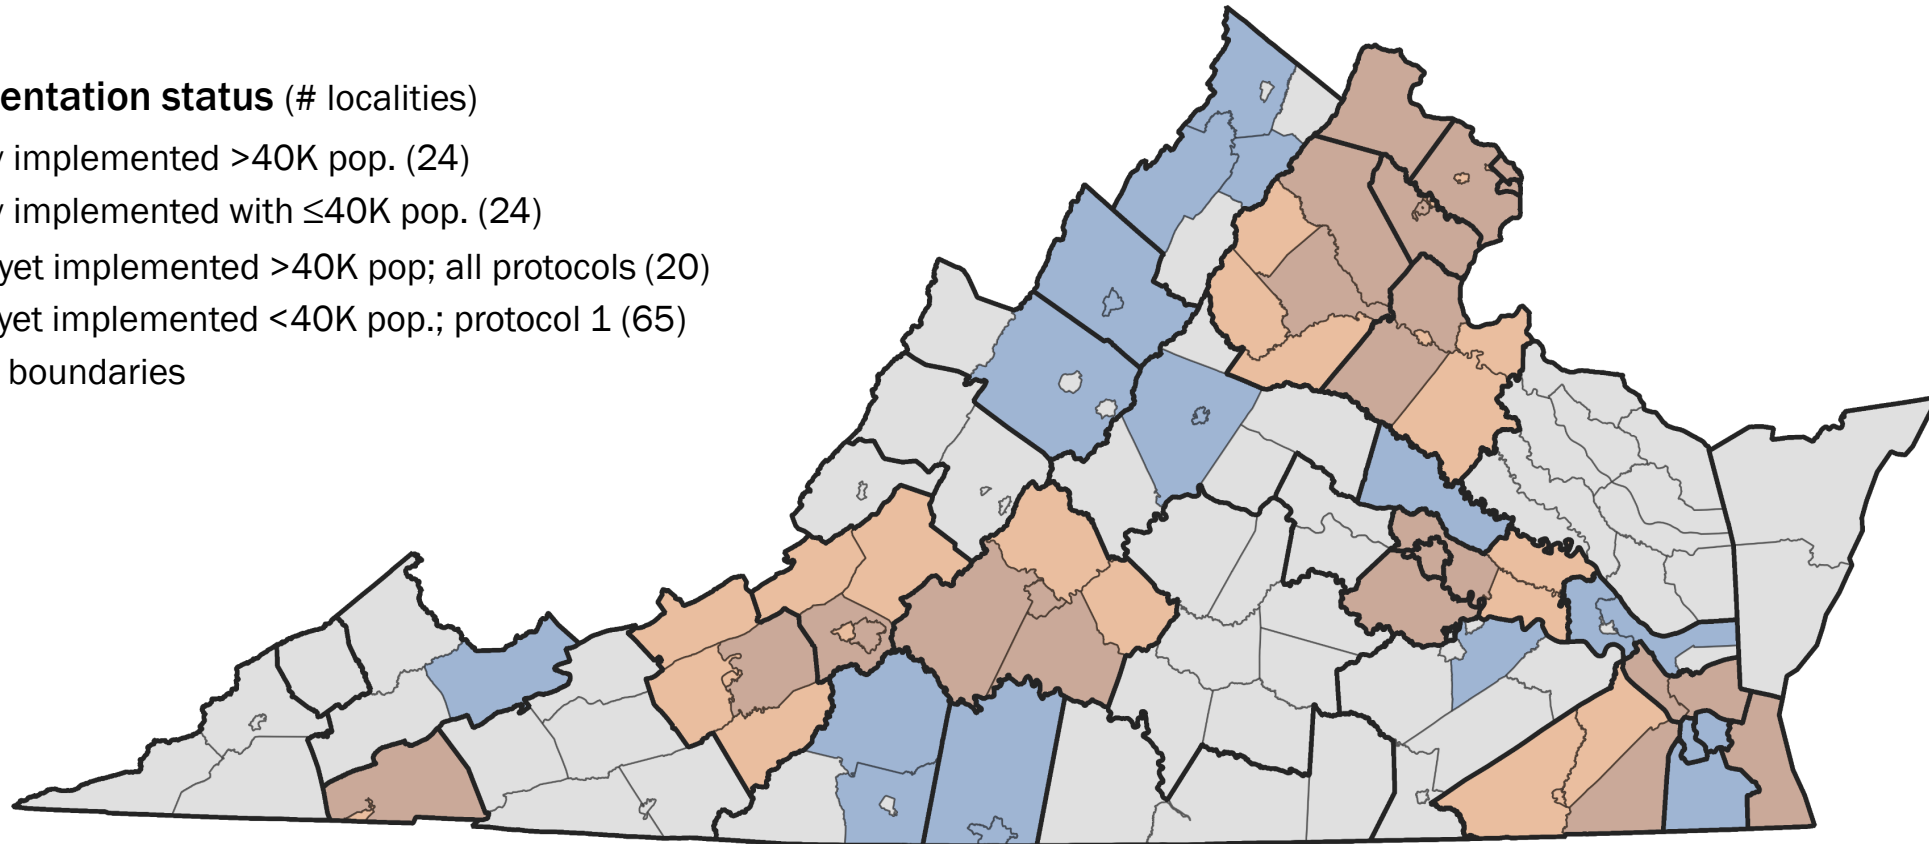 entation status (# localities)
y implemented >40K pop. (24)
y implemented with ≤40K pop. (24)
yet implemented >40K pop; all protocols (20)
yet implemented <40K pop.; protocol 1 (65)
boundaries